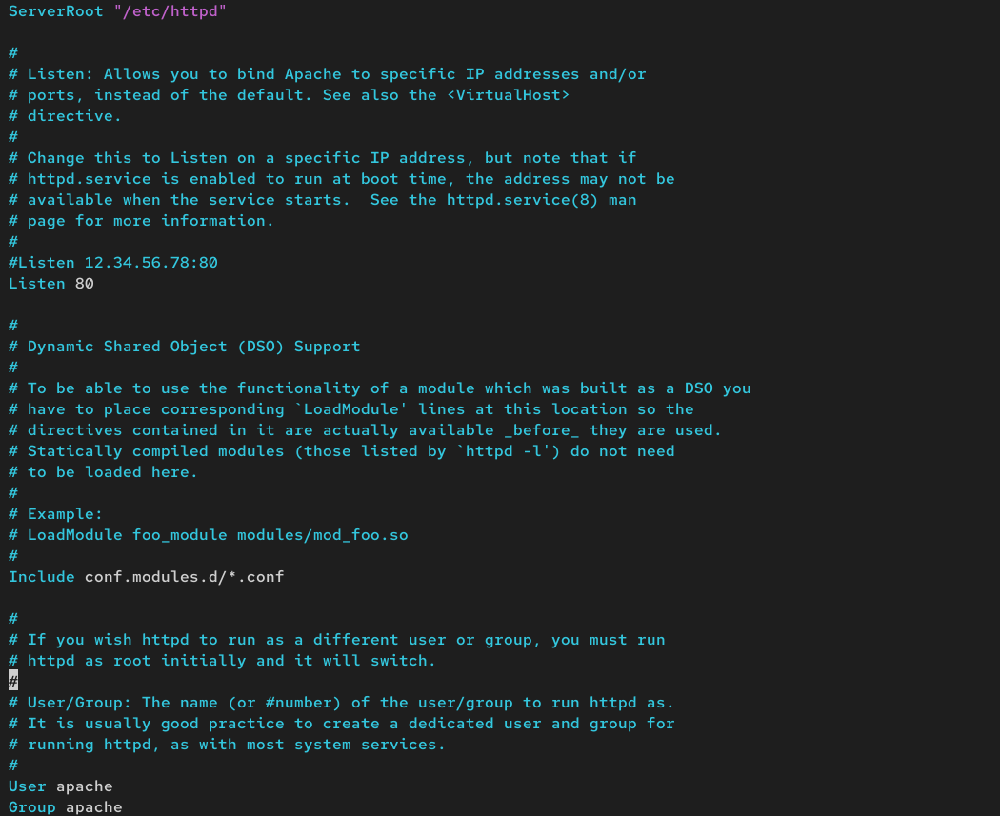 ServerRoot "/etc/httpd"

#
# Listen: Allows you to bind Apache to specific IP addresses and/or
# ports, instead of the default. See also the <VirtualHost>
# directive.
#
# Change this to Listen on a specific IP address, but note that if
# httpd.service is enabled to run at boot time, the address may not be
# available when the service starts.  See the httpd.service(8) man
# page for more information.
#
#Listen 12.34.56.78:80
Listen 80

#
# Dynamic Shared Object (DSO) Support
#
# To be able to use the functionality of a module which was built as a DSO you
# have to place corresponding `LoadModule' lines at this location so the
# directives contained in it are actually available _before_ they are used.
# Statically compiled modules (those listed by `httpd -l') do not need
# to be loaded here.
#
# Example:
# LoadModule foo_module modules/mod_foo.so
#
Include conf.modules.d/*.conf

#
# If you wish httpd to run as a different user or group, you must run
# httpd as root initially and it will switch.
#
# User/Group: The name (or #number) of the user/group to run httpd as.
# It is usually good practice to create a dedicated user and group for
# running httpd, as with most system services.
#
User apache
Group apache